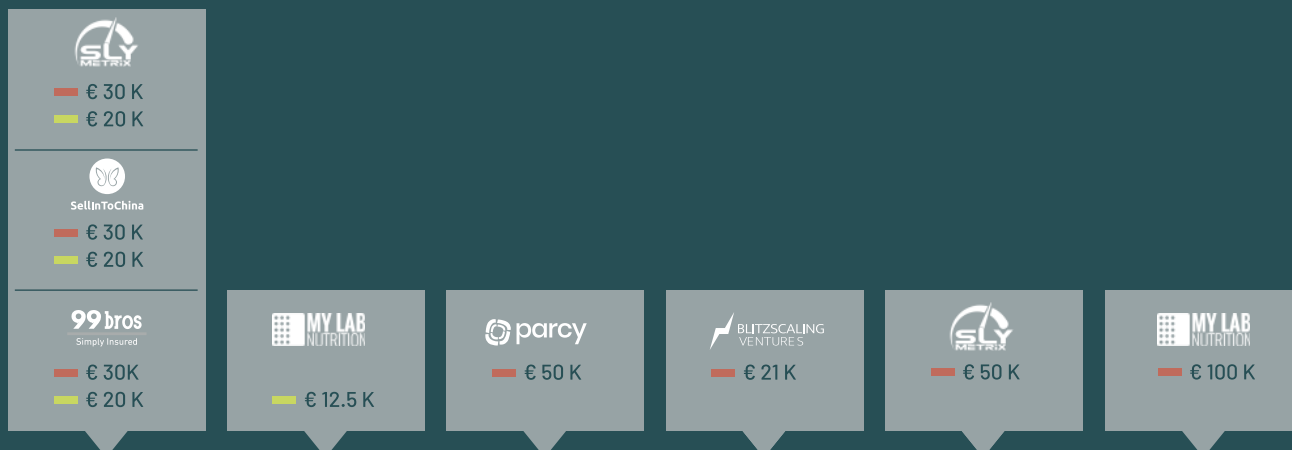 SLY
METRIX
€ 30 K
€ 20 K
SellInToChina
€ 30 K
€ 20 K
99 bros
Simply Insured
€ 30K
€ 20 K
MY LAB
NUTRITION
€ 12.5 K
parcy
€ 50 K
BLITZSCALING
VENTURES
€ 21 K
SLY
METRIX
€ 50 K
MY LAB
NUTRITION
€ 100 K